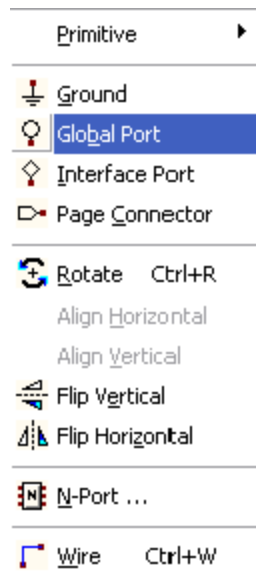 Primitive
Ground
Global Port
Interface Port
Page Connector
Rotate Ctrl+R
Align Horizontal
Align Vertical
Flip Vertical
Flip Horizontal
N N-Port ...
Wire Ctrl+W